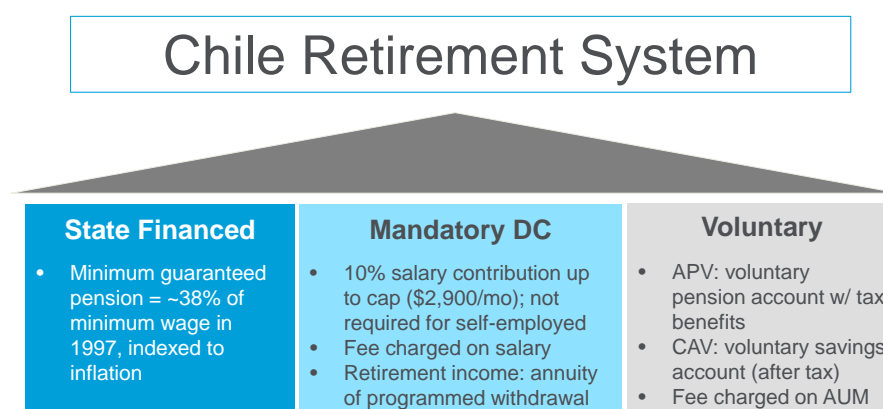 Chile Retirement System
State Financed
• Minimum guaranteed
pension = ~38% of
minimum wage in
1997, indexed to
inflation
Mandatory DC
• 10% salary contribution up
to cap ($2,900/mo); not
required for self-employed
• Fee charged on salary
• Retirement income: annuity
of programmed withdrawal
Voluntary
• APV: voluntary
pension account w/ tax
benefits
• CAV: voluntary savings
account (after tax)
• Fee charged on AUM